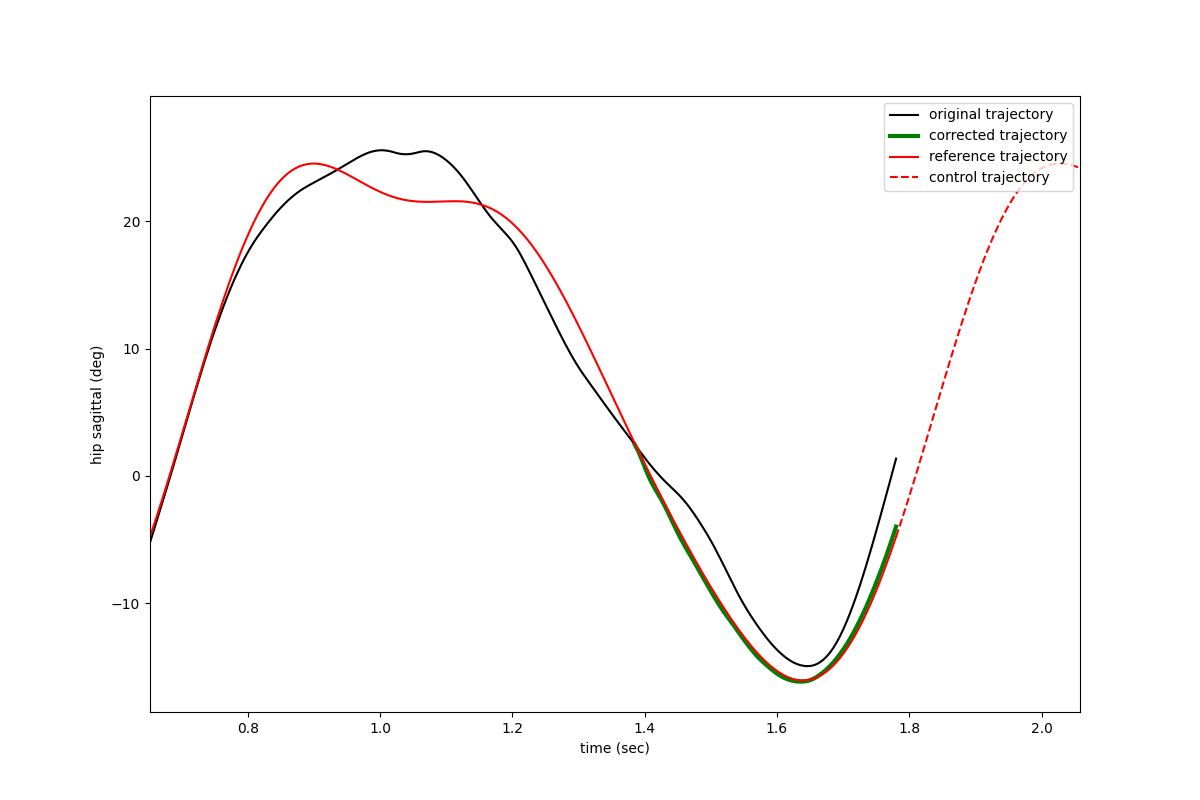 original trajectory
corrected trajectory
reference trajectory
control trajectory
20
10
0
−10
hip sagittal (deg)
0.8 1.0 1.2 1.4 1.6 1.8 2.0
time (sec)